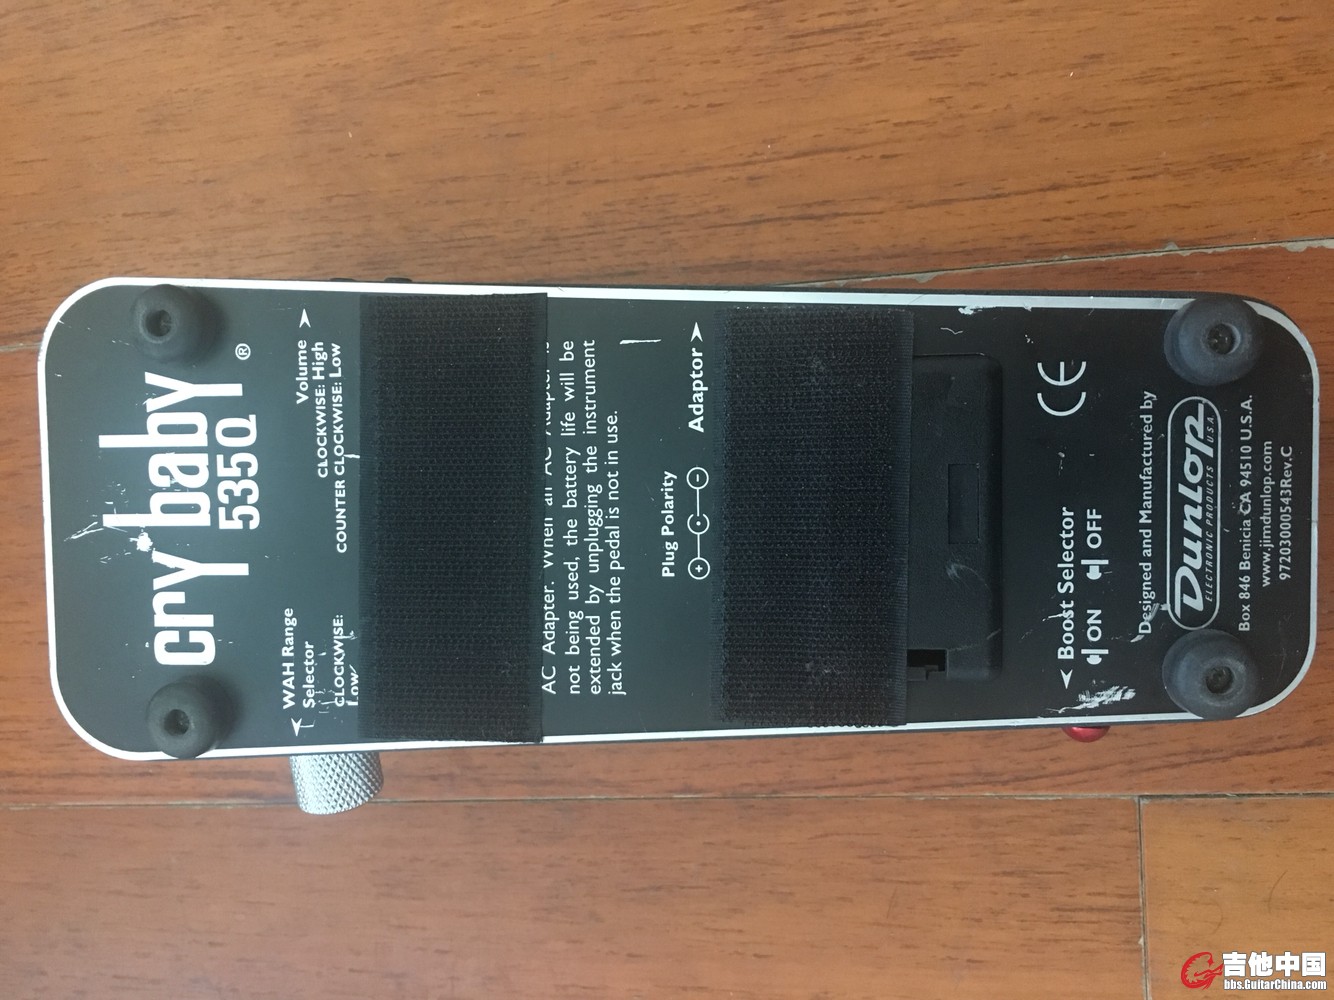 cry baby®
535Q
WAH Range
Selector
CLOCKWISE:
Low
Volume
CLOCKWISE: High
COUNTER CLOCKWISE: Low
AC Adapter. When an AC Adapter
not being used, the battery life will be
extended by unplugging the instrument
jack when the pedal is not in use.
Plug Polarity
+ −
Adaptor
Boost Selector
ON OFF
CE
Designed and Manufactured by
Dunlop
ELECTRONIC PRODUCTS U.S.A.
Box 846 Benicia CA 94510 U.S.A.
www.jimdunlop.com
97203000543Rev.C
吉他中国
bbs.GuitarChina.com